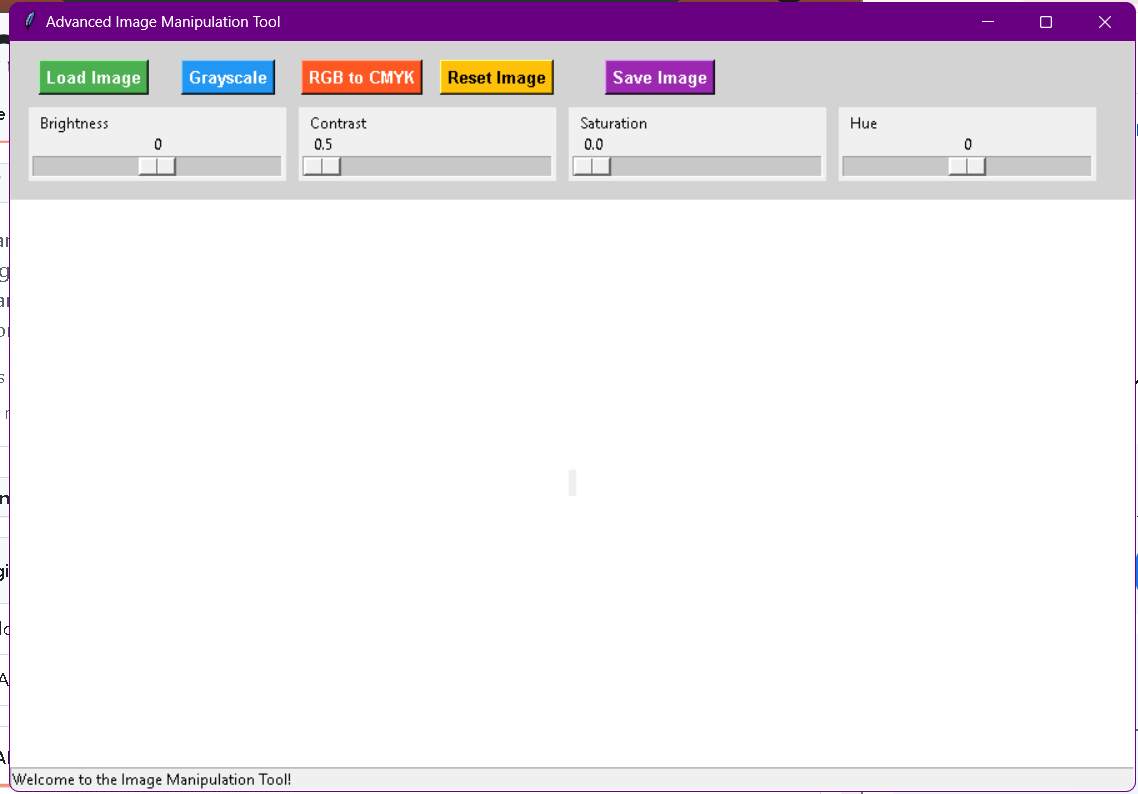 Advanced Image Manipulation Tool
Load Image Grayscale RGB to CMYK Reset Image Save Image
Brightness Contrast Saturation Hue
0 0.5 0.0 0
Welcome to the Image Manipulation Tool!